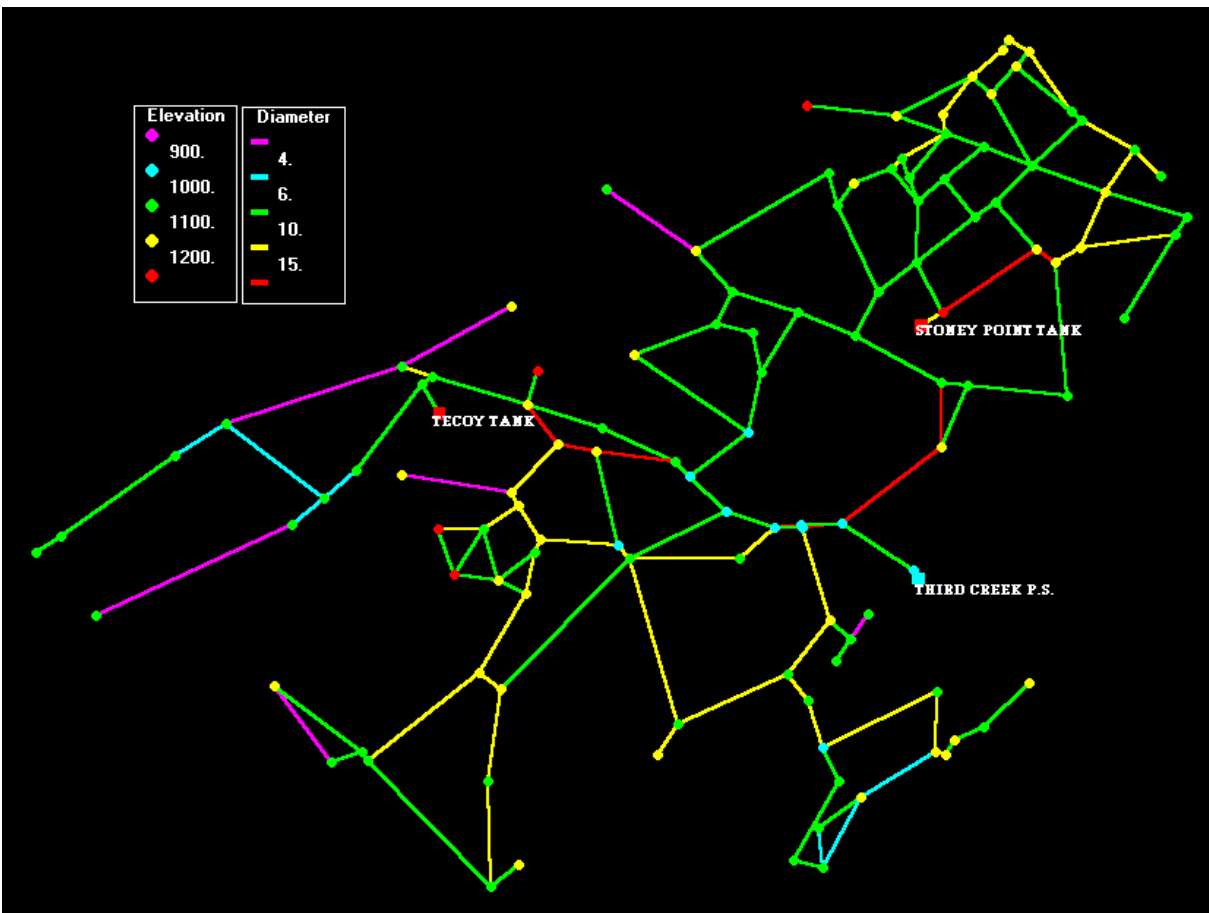 Elevation
900.
1000.
1100.
1200.
Diameter
4.
6.
10.
15.
STONEY POINT TANK
TECOY TANK
THIRD CREEK P.S.